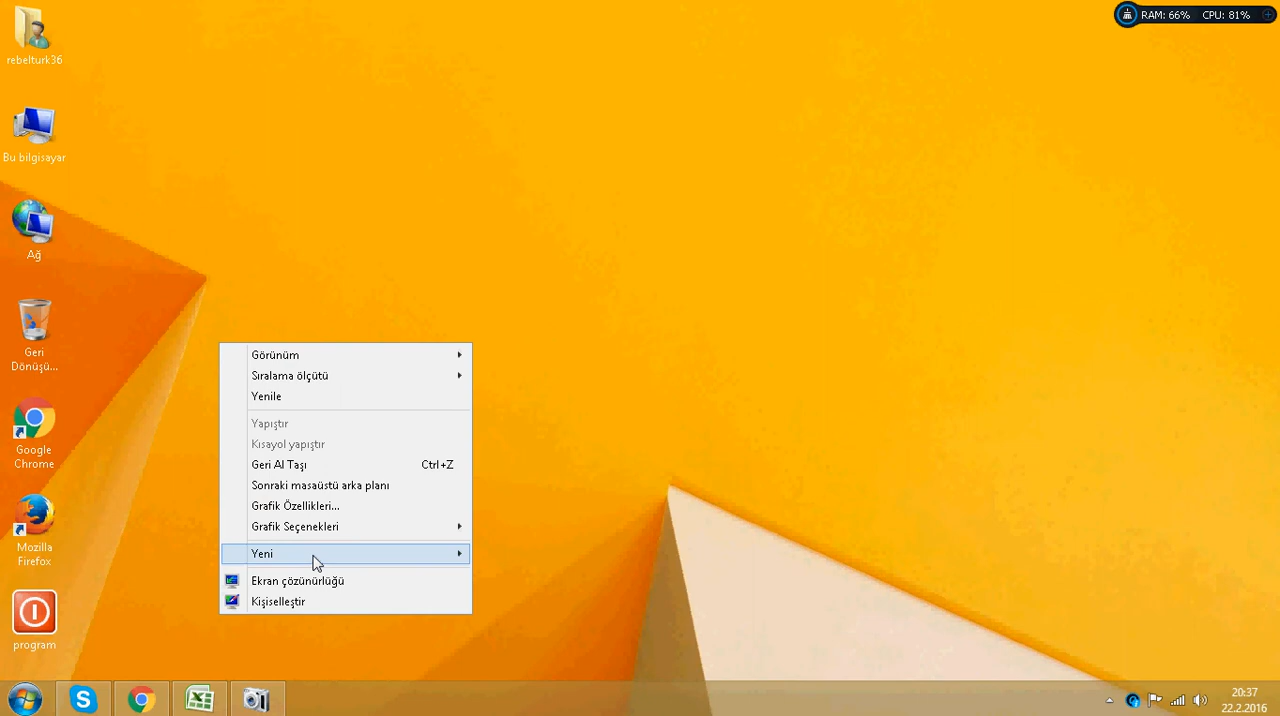 RAM: 66% CPU: 81%
rebelturk36
Bu bilgisayar
Ağ
Geri
Dönüşü...
Google
Chrome
Mozilla
Firefox
program
Görünüm
Sıralama ölçütü
Yenile
Yapıştır
Kısayol yapıştır
Geri Al Taşı Ctrl+Z
Sonraki masaüstü arka planı
Grafik Özellikleri...
Grafik Seçenekleri
Yeni
Ekran çözünürlüğü
Kişiselleştir
20:37
22.2.2016